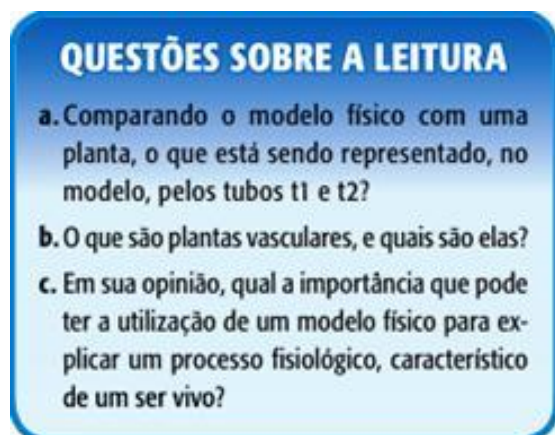 QUESTÕES SOBRE A LEITURA
a. Comparando o modelo físico com uma
planta, o que está sendo representado, no
modelo, pelos tubos t1 e t2?
b. O que são plantas vasculares, e quais são elas?
c. Em sua opinião, qual a importância que pode
ter a utilização de um modelo físico para ex-
plicar um processo fisiológico, característico
de um ser vivo?